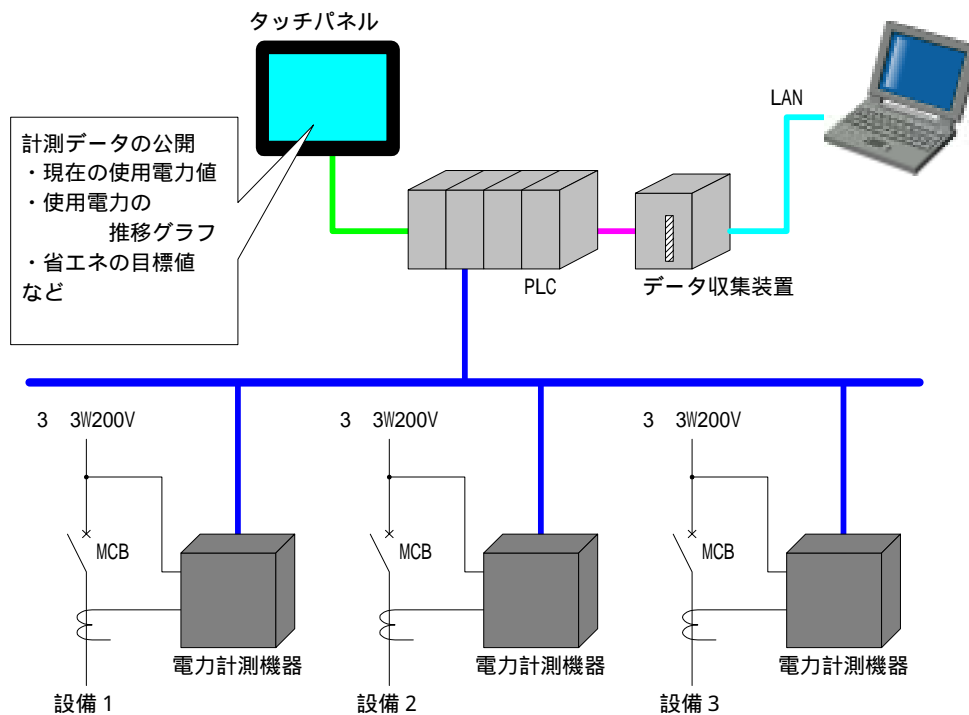 タッチパネル
LAN
計測データの公開
・現在の使用電力値
・使用電力の
推移グラフ
・省エネの目標値
など
PLC
データ収集装置
3 3W200V
3 3W200V
3 3W200V
MCB
MCB
MCB
電力計測機器
電力計測機器
電力計測機器
設備1
設備2
設備3